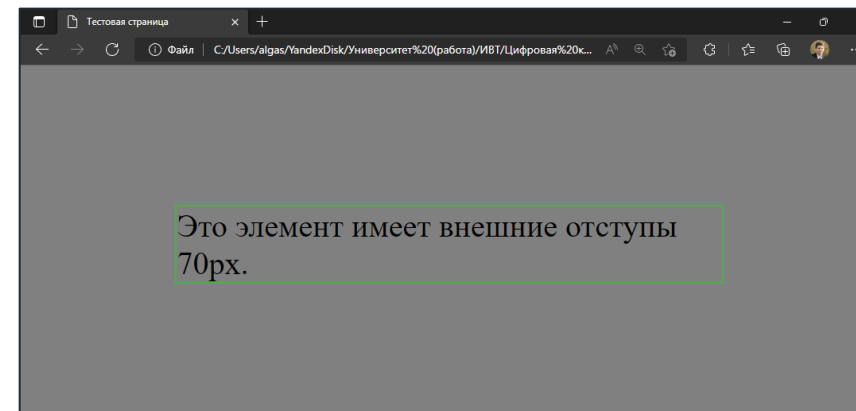 Тестовая страница
Файл | C:/Users/algas/YandexDisk/Университет%20(работа)/ИВТ/Цифровая%20к...
Это элемент имеет внешние отступы
70px.